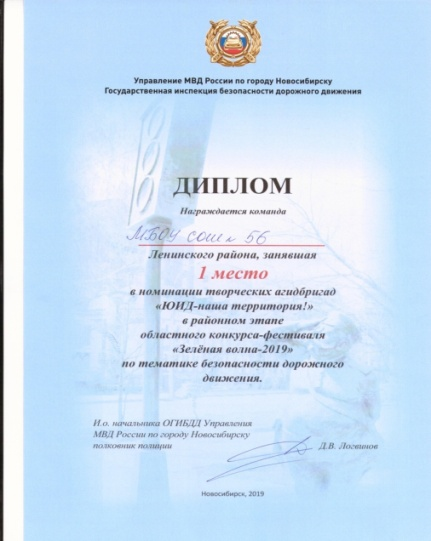 Управление МВД России по городу Новосибирску
Государственная инспекция безопасности дорожного движения
ДИПЛОМ
Награждается команда
МБОУ СОШ № 56
Ленинского района, занявшая
1 место
в номинации творческих агидбригад
«ЮИД-наша территория!»
в районном этапе
областного конкурса-фестиваля
«Зелёная волна-2019»
по тематике безопасности дорожного
движения.
И.о. начальника ОГИБДД Управления
МВД России по городу Новосибирску
полковник полиции
Д.В. Логвинов
Новосибирск, 2019